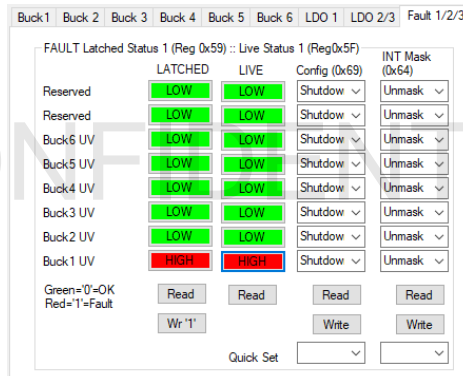 Buck1 Buck 2 Buck 3 Buck 4 Buck 5 Buck 6 LDO 1 LDO 2/3 Fault 1/2/3
FAULT Latched Status 1 (Reg 0x59) :: Live Status 1 (Reg0x5F)
LATCHED LIVE Config (0x69) INT Mask (0x64)
Reserved LOW LOW Shutdow Unmask
Reserved LOW LOW Shutdow Unmask
Buck6 UV LOW LOW Shutdow Unmask
Buck5 UV LOW LOW Shutdow Unmask
Buck4 UV LOW LOW Shutdow Unmask
Buck3 UV LOW LOW Shutdow Unmask
Buck2 UV LOW LOW Shutdow Unmask
Buck1 UV HIGH HIGH Shutdow Unmask
Green='0'=OK
Red='1'=Fault
Read Read Read Read
Wr '1' Write Write
Quick Set
ONFIDENT